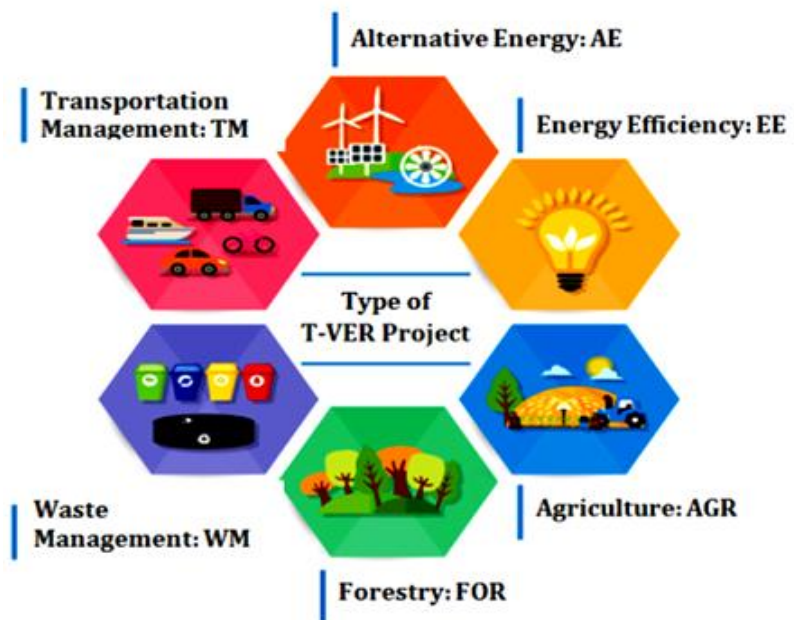 Alternative Energy: AE
Transportation
Management: TM
Energy Efficiency: EE
Type of
T-VER Project
Waste
Management: WM
Agriculture: AGR
Forestry: FOR